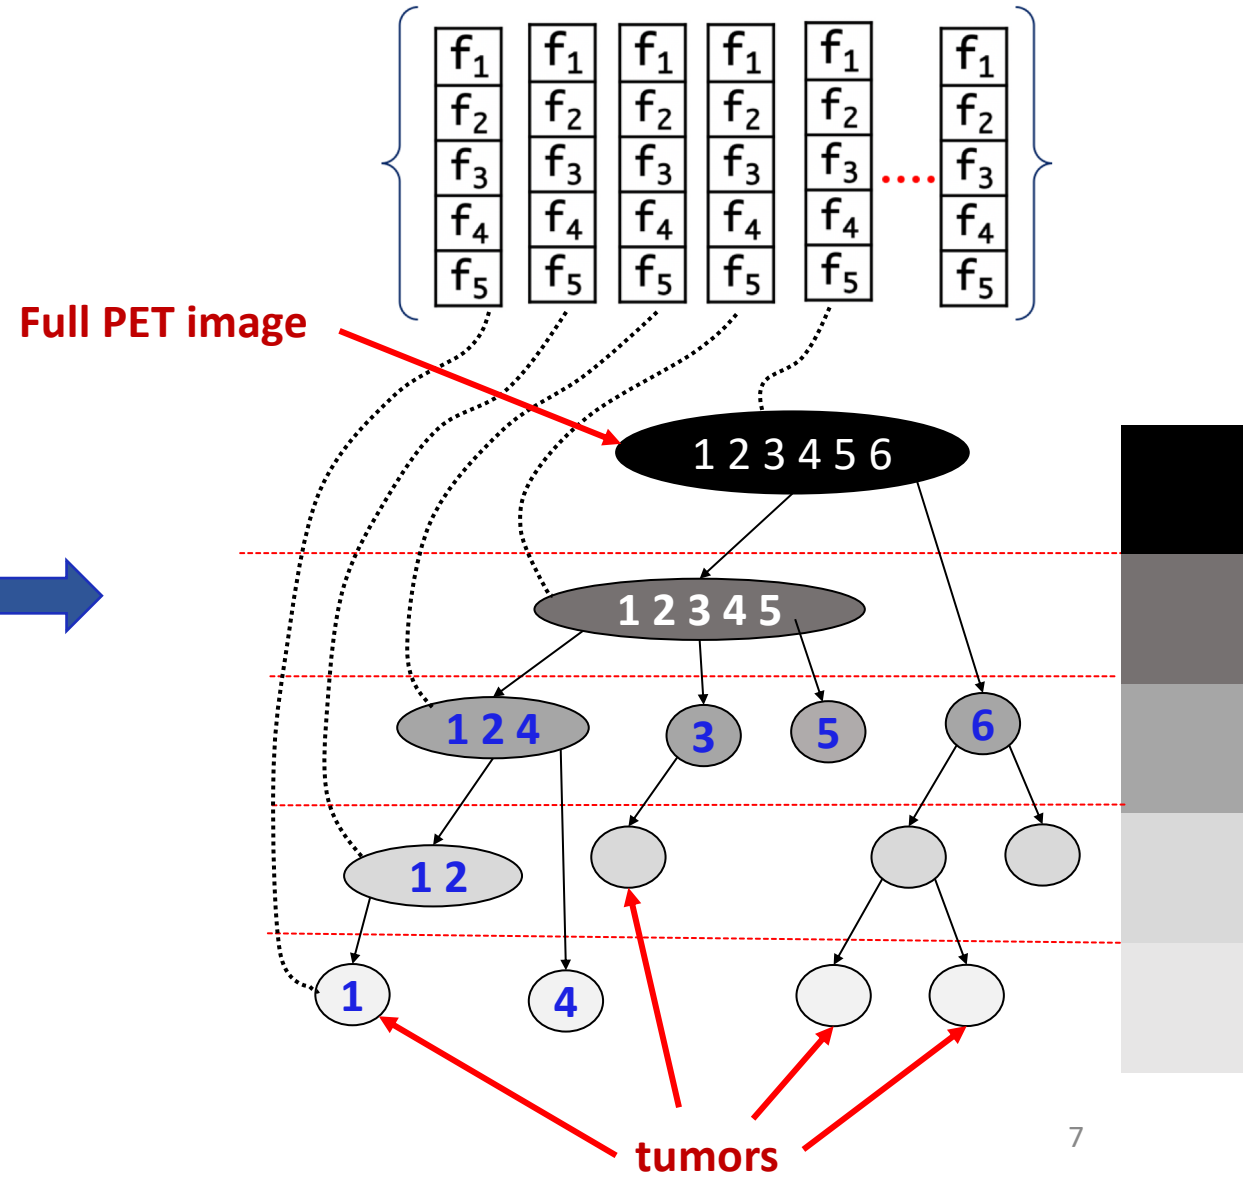 f1 f1 f1 f1 f1 f1
f2 f2 f2 f2 f2 f2
f3 f3 f3 f3 f3 .... f3
f4 f4 f4 f4 f4 f4
f5 f5 f5 f5 f5 f5
Full PET image
1 2 3 4 5 6
1 2 3 4 5
1 2 4
3
5
6
1 2
1
4
tumors
7